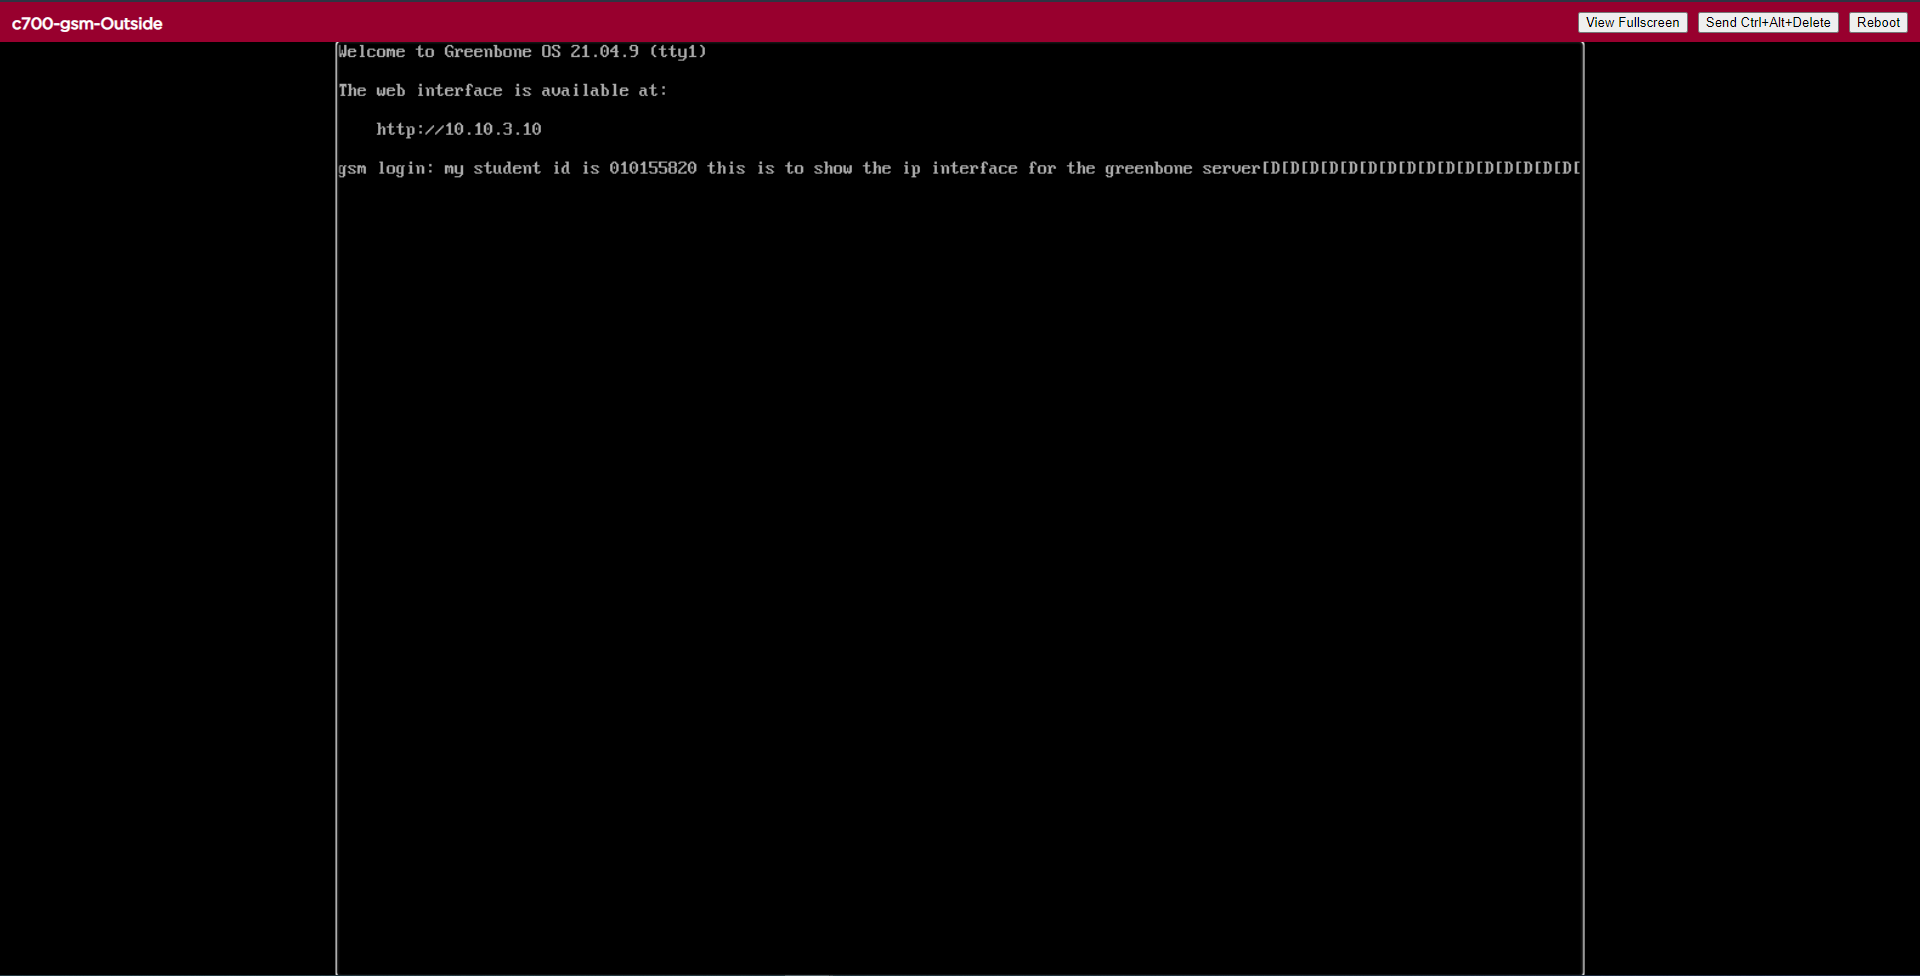 c700-gsm-Outside
View Fullscreen Send Ctrl+Alt+Delete Reboot
Welcome to Greenbone OS 21.04.9 (tty1)
The web interface is available at:
http://10.10.3.10
gsm login: my student id is 010155820 this is to show the ip interface for the greenbone server[D[D[D[D[D[D[D[D[D[D[D[D[D[D[D[D[